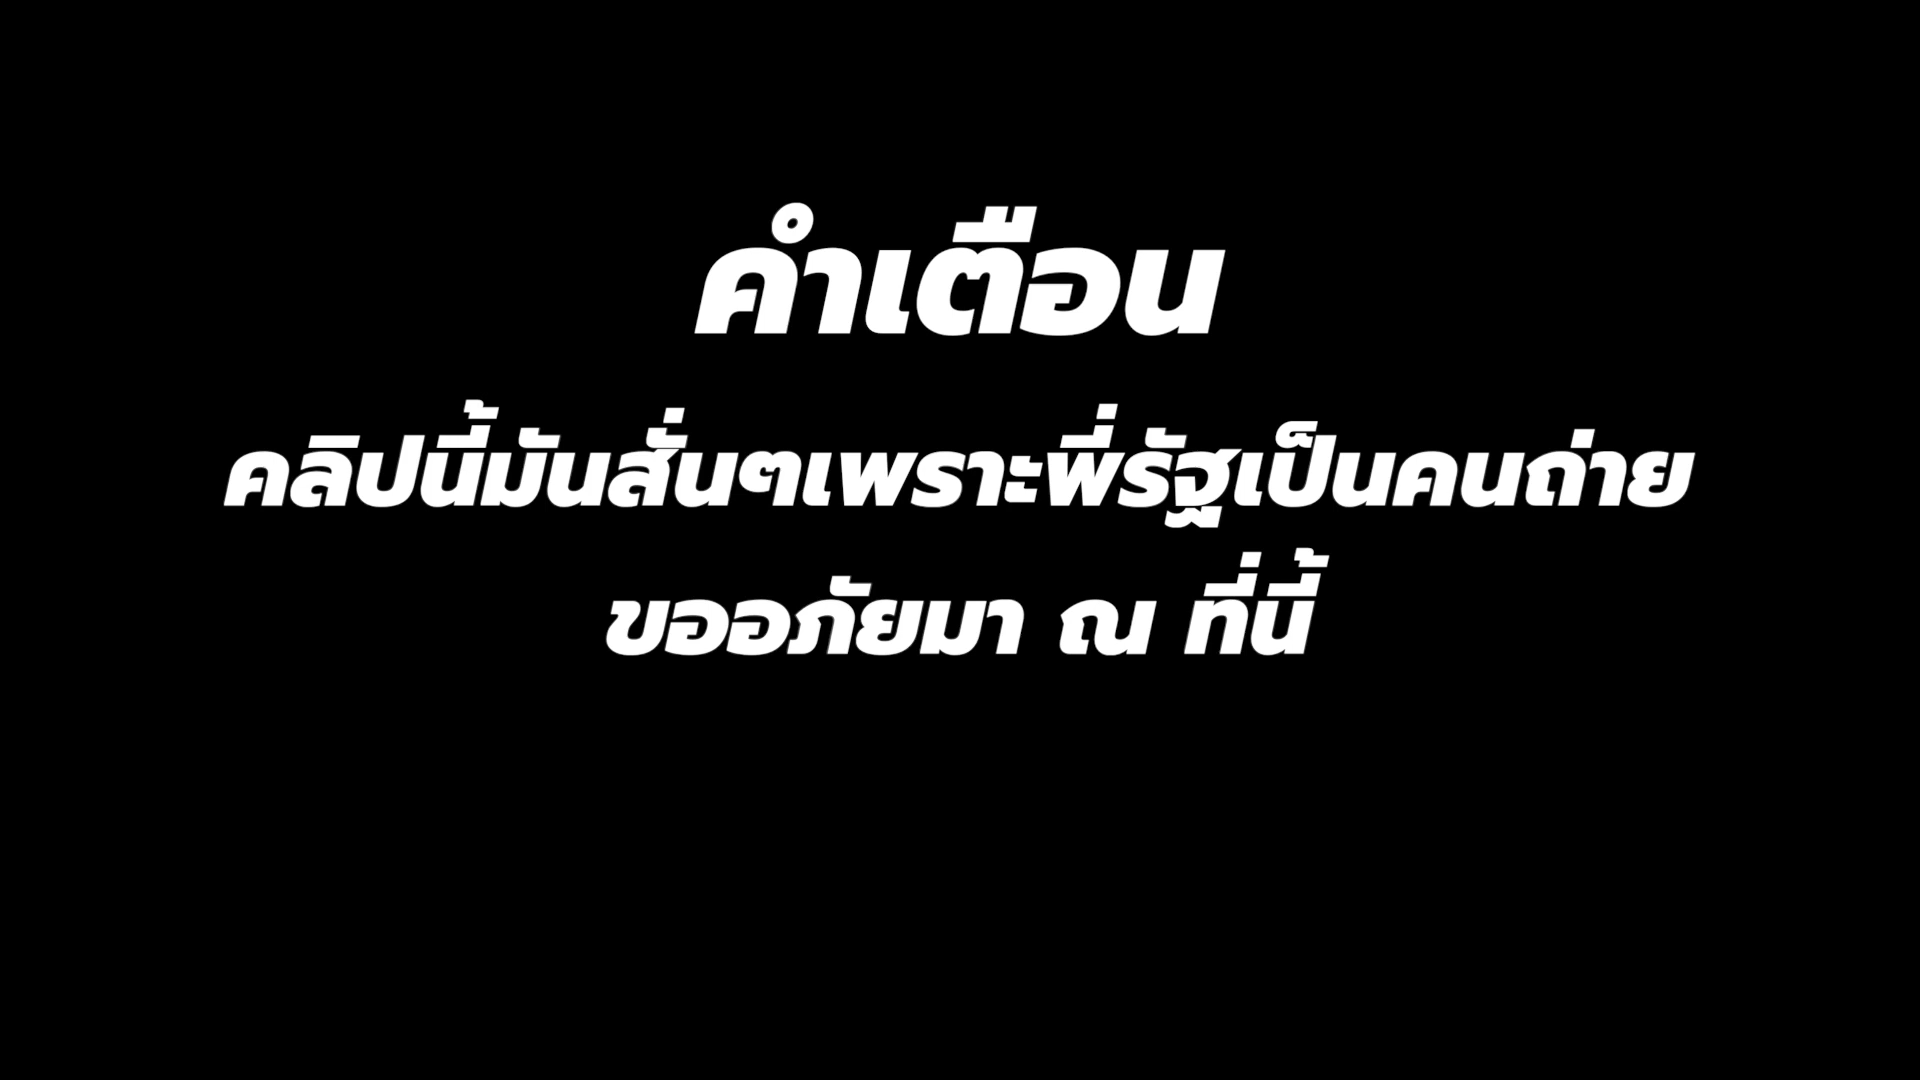 คำเตือน
คลิปนี้มันสั่นๆเพราะพี่รัฐเป็นคนถ่าย
ขออภัยมา ณ ที่นี้